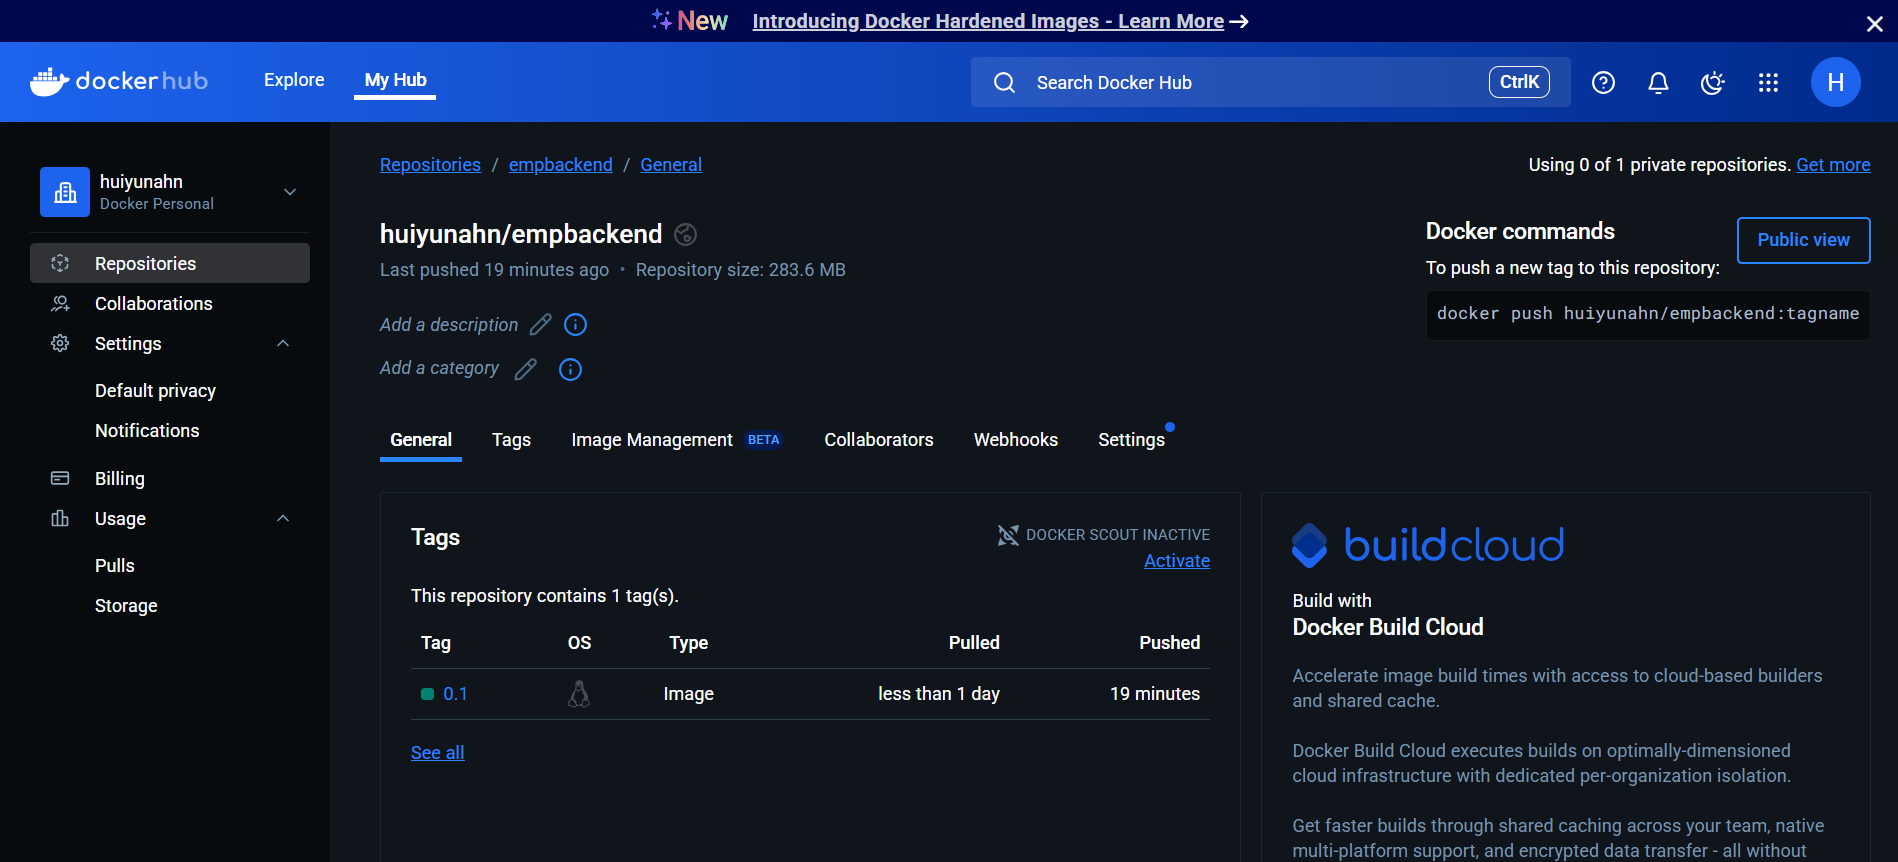 New Introducing Docker Hardened Images - Learn More
dockerhub Explore My Hub Search Docker Hub CtrlK H
huiyunahn
Docker Personal
Repositories
Collaborations
Settings
Default privacy
Notifications
Billing
Usage
Pulls
Storage
Repositories / empbackend / General
Using 0 of 1 private repositories. Get more
huiyunahn/empbackend
Last pushed 19 minutes ago • Repository size: 283.6 MB
Add a description
Add a category
Docker commands
Public view
To push a new tag to this repository:
docker push huiyunahn/empbackend:tagname
General Tags Image Management BETA Collaborators Webhooks Settings
Tags
DOCKER SCOUT INACTIVE
Activate
This repository contains 1 tag(s).
Tag OS Type Pulled Pushed
0.1 Image less than 1 day 19 minutes
See all
buildcloud
Build with
Docker Build Cloud
Accelerate image build times with access to cloud-based builders
and shared cache.
Docker Build Cloud executes builds on optimally-dimensioned
cloud infrastructure with dedicated per-organization isolation.
Get faster builds through shared caching across your team, native
multi-platform support, and encrypted data transfer - all without